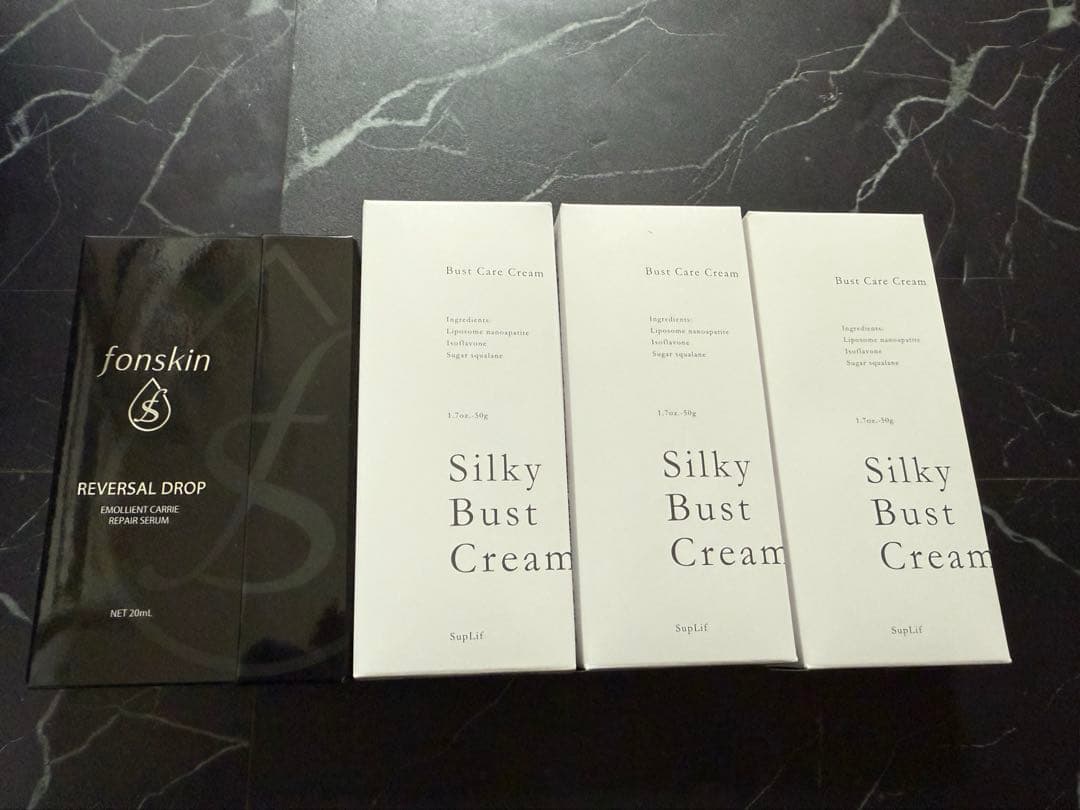 fonskin
fs
REVERSAL DROP
EMOLLIENT CARRIE
REPAIR SERUM
NET 20mL
Bust Care Cream
Ingredients:
Liposome nanoapatite
Isoflavone
Sugar squalane
1.7oz.-50g
Silky
Bust
Cream
SupLif
Bust Care Cream
Ingredients:
Liposome nanoapatite
Isoflavone
Sugar squalane
1.7oz.-50g
Silky
Bust
Cream
SupLif
Bust Care Cream
Ingredients:
Liposome nanoapatite
Isoflavone
Sugar squalane
1.7oz.-50g
Silky
Bust
Cream
SupLif